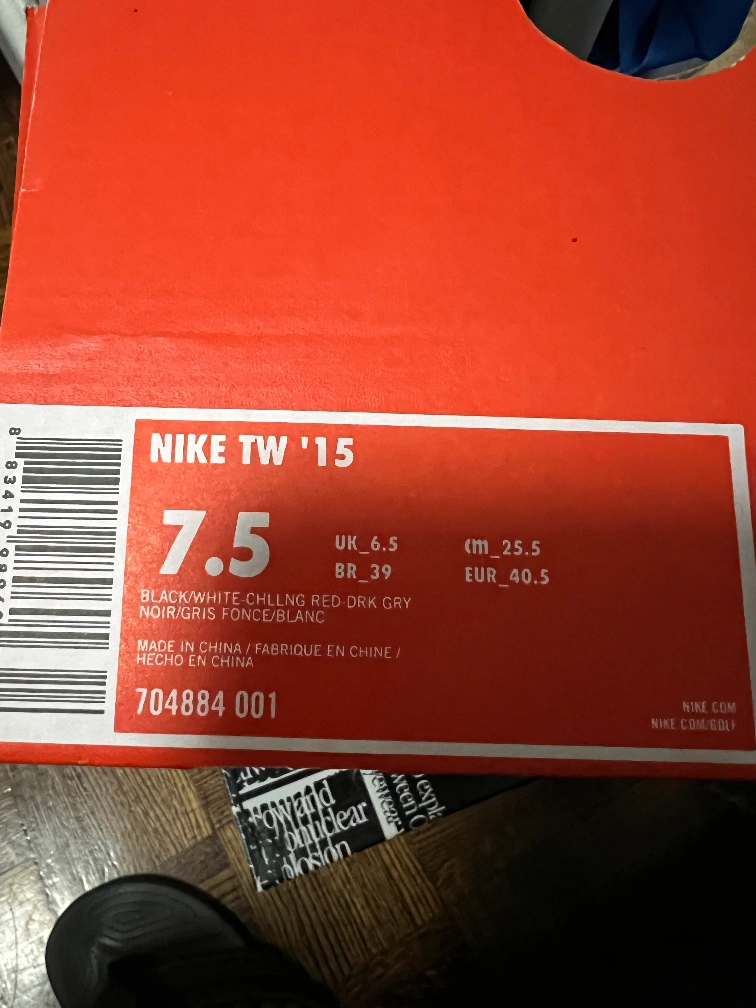 NIKE TW '15
7.5
UK_6.5
cm_25.5
BR_39
EUR_40.5
BLACK/WHITE-CHLLNG RED-DRK GRY
NOIR/GRIS FONCE/BLANC
MADE IN CHINA / FABRIQUE EN CHINE /
HECHO EN CHINA
704884 001
NIKE.COM
NIKE.COM/GOLF
8 83419